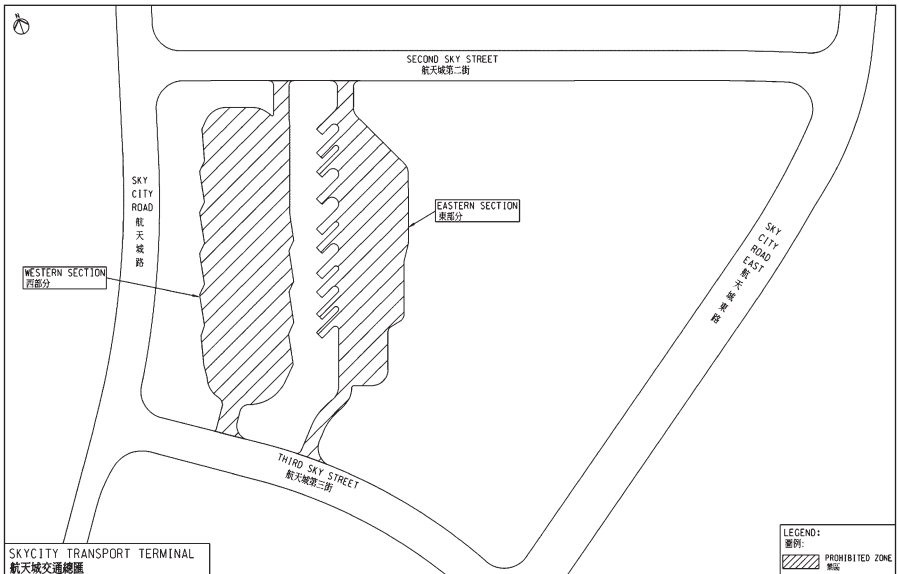 N
SECOND SKY STREET
航天城第二街
SKY
CITY
ROAD
航
天
城
路
EASTERN SECTION
東部分
SKY
CITY
ROAD
EAST
航
天
城
東
路
WESTERN SECTION
西部分
THIRD SKY STREET
航天城第三街
LEGEND:
圖例:
PROHIBITED ZONE
禁區
SKYCITY TRANSPORT TERMINAL
航天城交通總匯